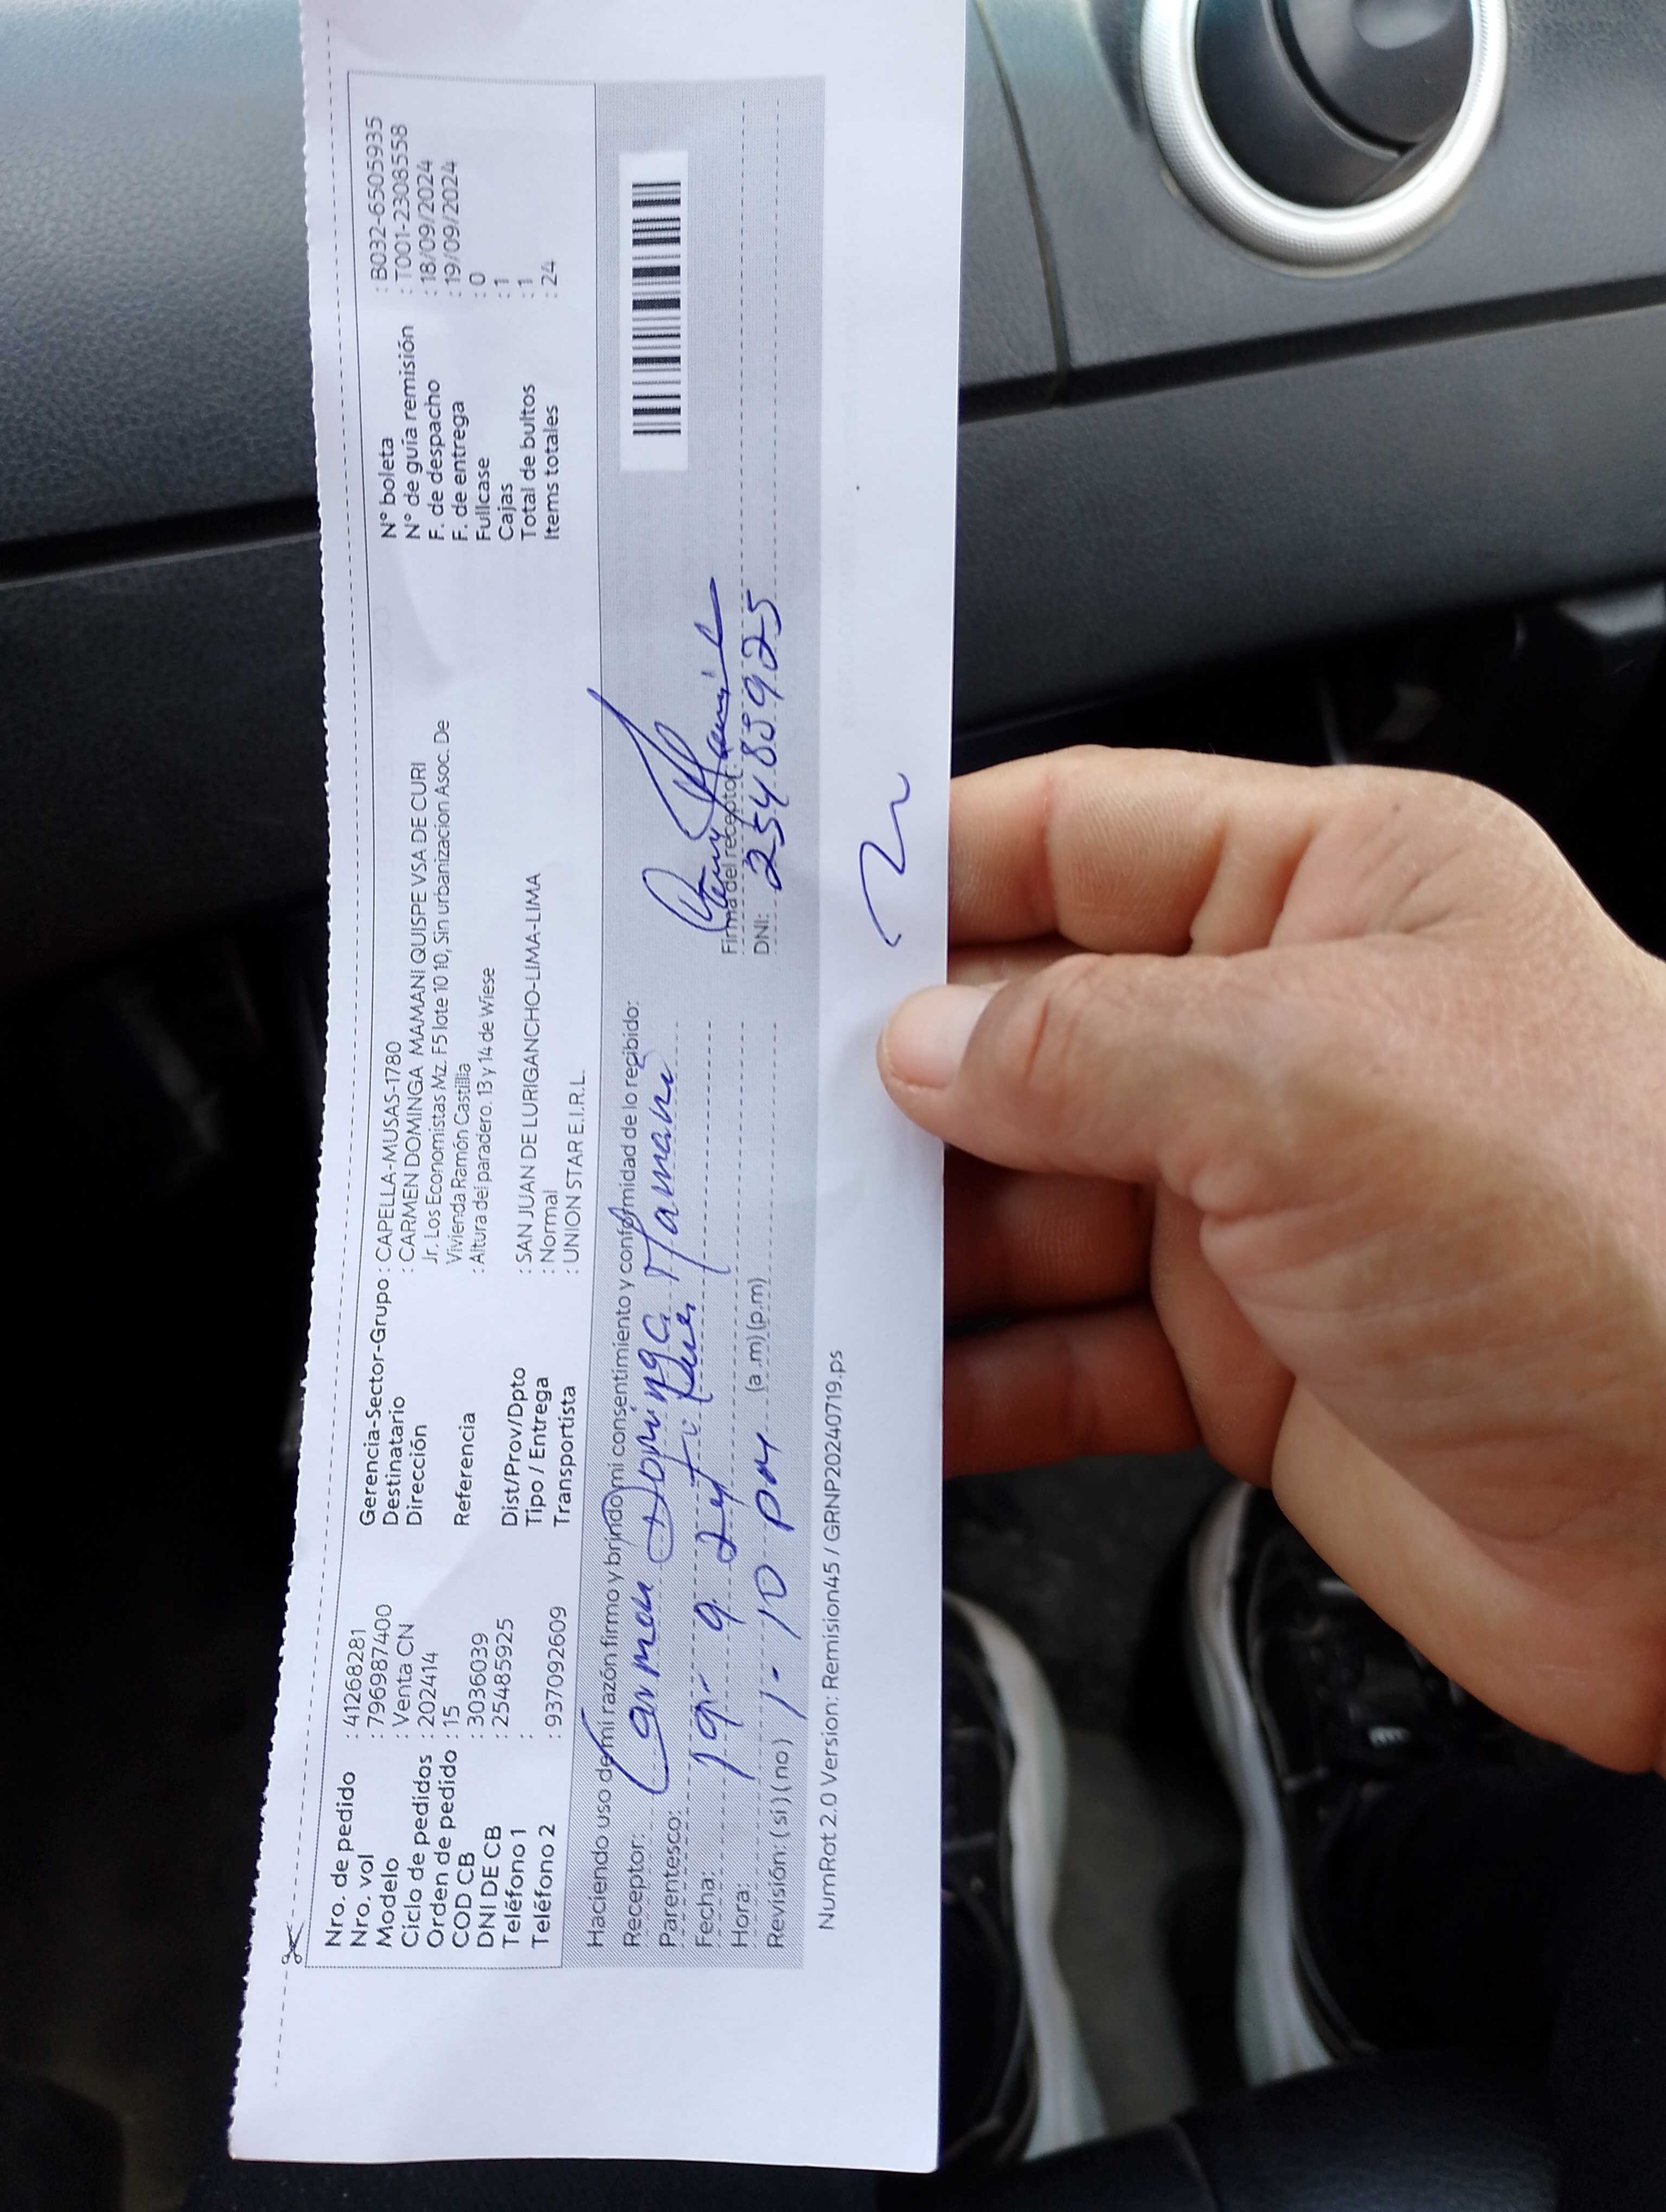 Nro. de pedido : 41268281
Nro. vol : 796987400
Modelo : Venta CN
Ciclo de pedidos : 202414
Orden de pedido : 15
COD CB : 3036039
DNI DE CB : 25485925
Teléfono 1 :
Teléfono 2 : 937092609
Gerencia-Sector-Grupo : CAPELLA-MUSAS-1780
Destinatario : CARMEN DOMINGA MAMANI QUISPE VSA DE CURI
Dirección Jr. Los Economistas Mz. F5 lote 10 10, Sin urbanizacion Asoc. De
Vivienda Ramón Castilla
Referencia : Altura del paradero. 13 y 14 de Wiese
Dist/Prov/Dpto : SAN JUAN DE LURIGANCHO-LIMA-LIMA
Tipo / Entrega : Normal
Transportista : UNION STAR E.I.R.L.
N° boleta : B032-6505935
N° de guía remisión : T001-2308558
F. de despacho : 18/09/2024
F. de entrega : 19/09/2024
Fullcase : 0
Cajas : 1
Total de bultos : 1
Items totales : 24
Haciendo uso de mi razón firmo y brindo mi consentimiento y conformidad de lo recibido:
Receptor: Carmen Dominga Mamani
Parentesco:
Fecha: 19- 9 24
Hora: 1-10 pm (a.m) (p.m)
Revisión: (si) (no)
Firma del receptor:
DNI: 25485925
NumRot 2.0 Version: Remision45 / GRNP20240719.ps